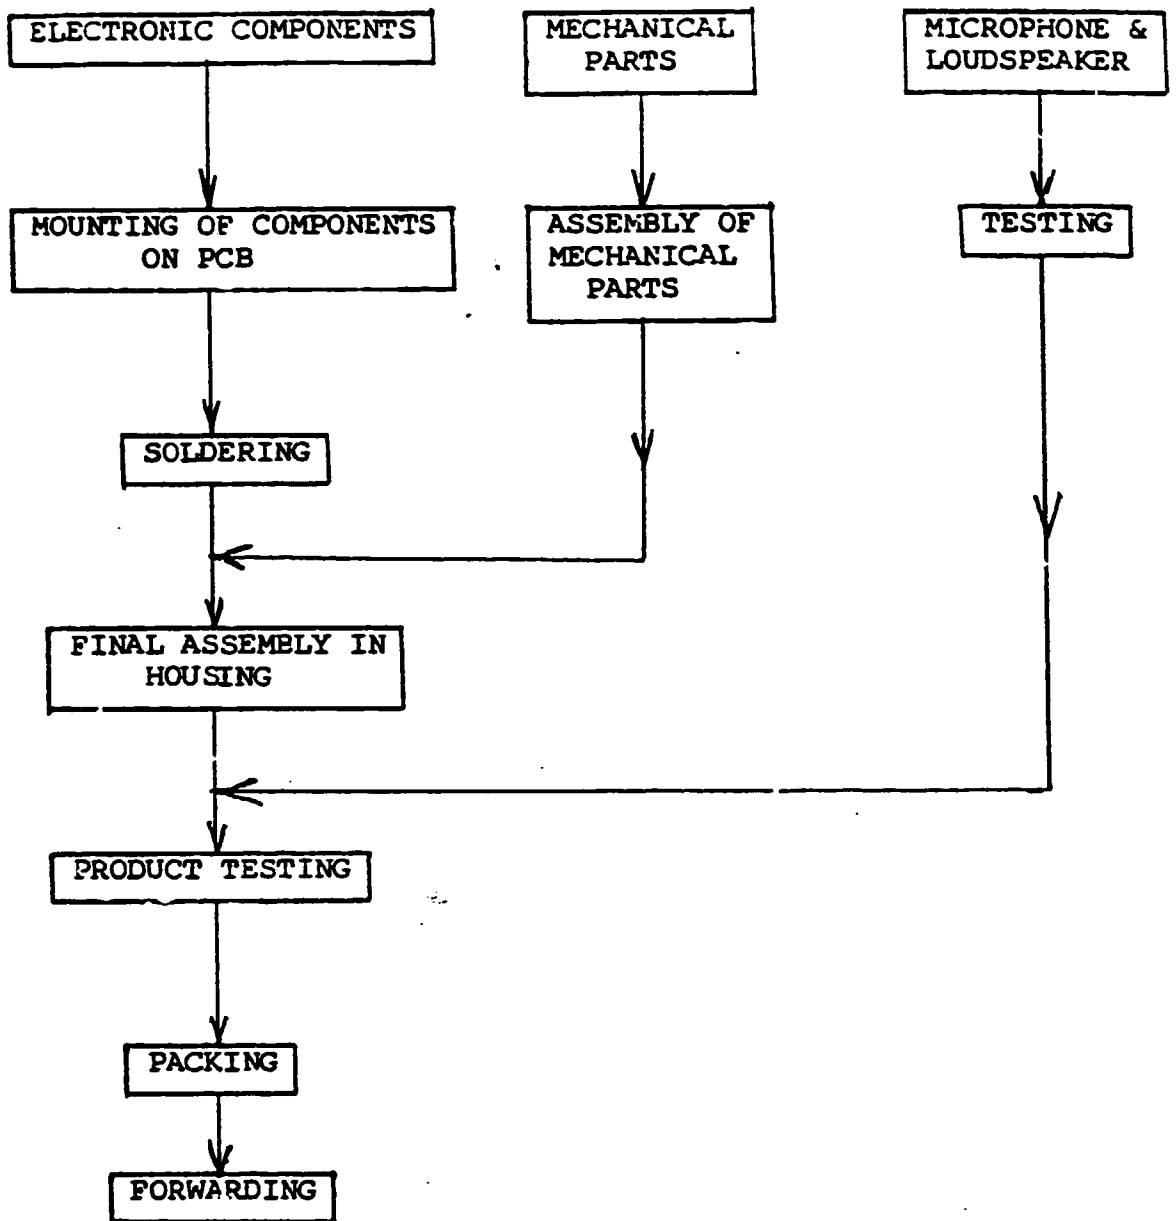 ELECTRONIC COMPONENTS
MECHANICAL
PARTS
MICROPHONE &
LOUDSPEAKER
MOUNTING OF COMPONENTS
ON PCB
ASSEMBLY OF
MECHANICAL
PARTS
TESTING
SOLDERING
FINAL ASSEMBLY IN
HOUSING
PRODUCT TESTING
PACKING
FORWARDING